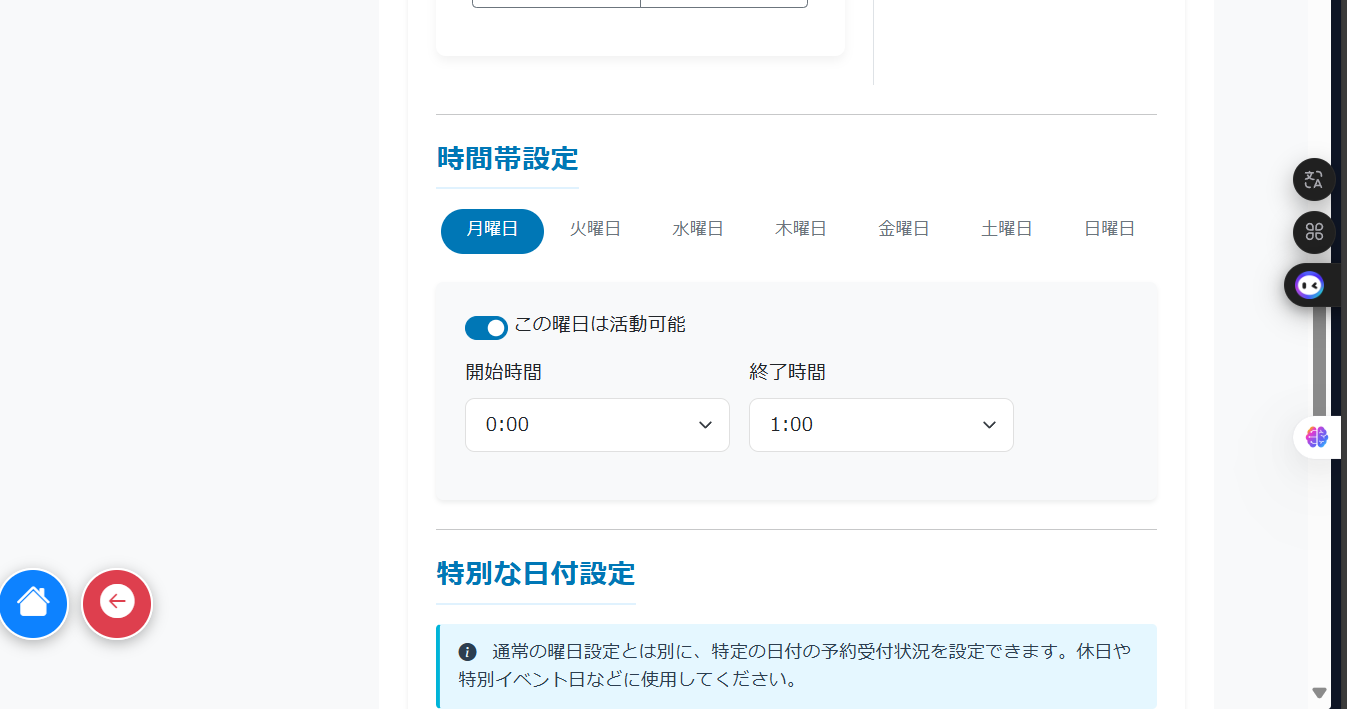 時間帯設定
月曜日 火曜日 水曜日 木曜日 金曜日 土曜日 日曜日
この曜日は活動可能
開始時間 終了時間
0:00 1:00
特別な日付設定
通常の曜日設定とは別に、特定の日付の予約受付状況を設定できます。休日や
特別イベント日などに使用してください。